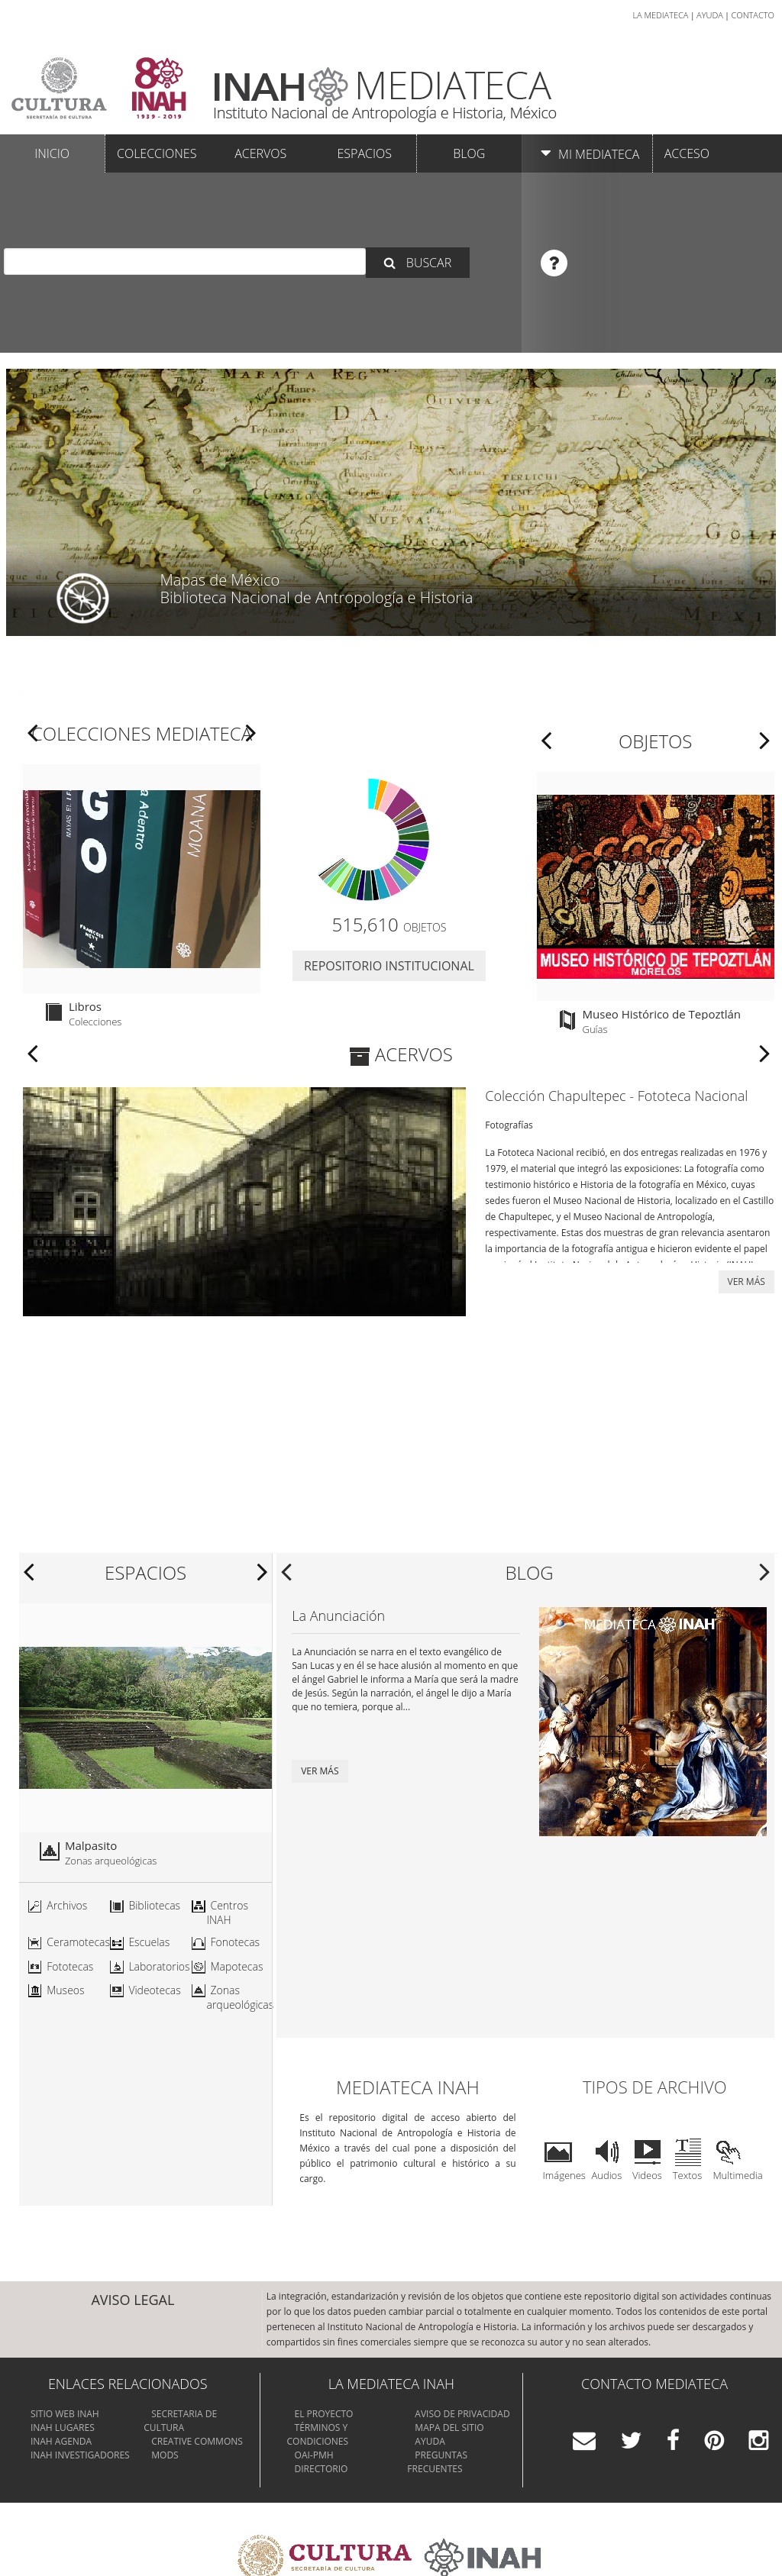 LA MEDIATECA | AYUDA | CONTACTO
CULTURA
SECRETARÍA DE CULTURA
80
INAH
1939 - 2019
INAH MEDIATECA
Instituto Nacional de Antropología e Historia, México
INICIO
COLECCIONES
ACERVOS
ESPACIOS
BLOG
MI MEDIATECA
ACCESO
BUSCAR
?
Mapas de México
Biblioteca Nacional de Antropología e Historia
COLECCIONES MEDIATECA
GO
Adentro
MOANA
Libros
Colecciones
515,610 OBJETOS
REPOSITORIO INSTITUCIONAL
OBJETOS
MUSEO HISTÓRICO DE TEPOZTLÁN
MORELOS
Museo Histórico de Tepoztlán
Guías
ACERVOS
Colección Chapultepec - Fototeca Nacional
Fotografías
La Fototeca Nacional recibió, en dos entregas realizadas en 1976 y
1979, el material que integró las exposiciones: La fotografía como
testimonio histórico e Historia de la fotografía en México, cuyas
sedes fueron el Museo Nacional de Historia, localizado en el Castillo
de Chapultepec, y el Museo Nacional de Antropología,
respectivamente. Estas dos muestras de gran relevancia asentaron
la importancia de la fotografía antigua e hicieron evidente el papel
VER MÁS
ESPACIOS
Malpasito
Zonas arqueológicas
Archivos
Bibliotecas
Centros
INAH
Ceramotecas
Escuelas
Fonotecas
Fototecas
Laboratorios
Mapotecas
Museos
Videotecas
Zonas
arqueológicas
BLOG
La Anunciación
La Anunciación se narra en el texto evangélico de
San Lucas y en él se hace alusión al momento en que
el ángel Gabriel le informa a María que será la madre
de Jesús. Según la narración, el ángel le dijo a María
que no temiera, porque al...
VER MÁS
MEDIATECA INAH
MEDIATECA INAH
Es el repositorio digital de acceso abierto del
Instituto Nacional de Antropología e Historia de
México a través del cual pone a disposición del
público el patrimonio cultural e histórico a su
cargo.
TIPOS DE ARCHIVO
Imágenes
Audios
Videos
Textos
Multimedia
AVISO LEGAL
La integración, estandarización y revisión de los objetos que contiene este repositorio digital son actividades continuas
por lo que los datos pueden cambiar parcial o totalmente en cualquier momento. Todos los contenidos de este portal
pertenecen al Instituto Nacional de Antropología e Historia. La información y los archivos puede ser descargados y
compartidos sin fines comerciales siempre que se reconozca su autor y no sean alterados.
ENLACES RELACIONADOS
SITIO WEB INAH
INAH LUGARES
INAH AGENDA
INAH INVESTIGADORES
SECRETARIA DE
CULTURA
CREATIVE COMMONS
MODS
LA MEDIATECA INAH
EL PROYECTO
TÉRMINOS Y
CONDICIONES
OAI-PMH
DIRECTORIO
AVISO DE PRIVACIDAD
MAPA DEL SITIO
AYUDA
PREGUNTAS
FRECUENTES
CONTACTO MEDIATECA
CULTURA
SECRETARÍA DE CULTURA
INAH